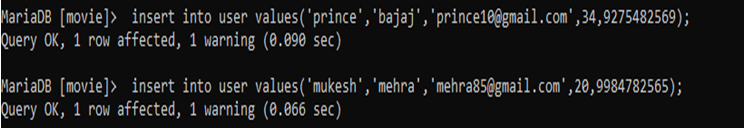 MariaDB [movie]>  insert into user values('prince','bajaj','prince10@gmail.com',34,9275482569);
Query OK, 1 row affected, 1 warning (0.090 sec)
MariaDB [movie]>  insert into user values('mukesh','mehra','mehra85@gmail.com',20,9984782565);
Query OK, 1 row affected, 1 warning (0.066 sec)